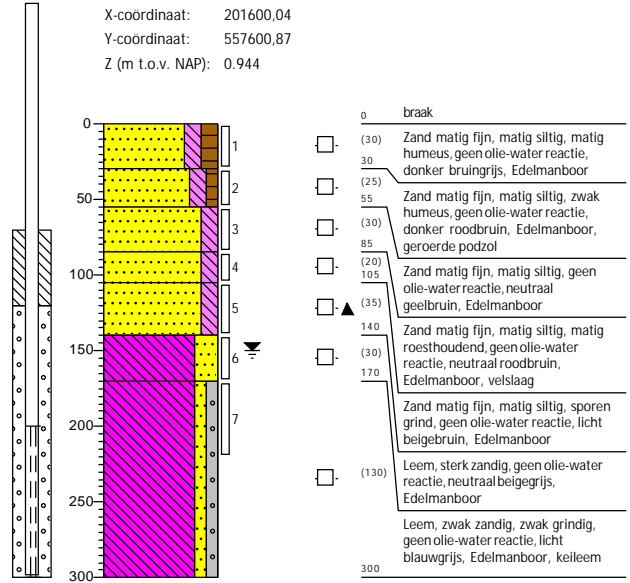 X-coördinaat: 201600,04
Y-coördinaat: 557600,87
Z (m t.o.v. NAP): 0.944
0
50
100
150
200
250
300
1
2
3
4
5
6
7
0 braak
(30) Zand matig fijn, matig siltig, matig
humeus, geen olie-water reactie,
30 donker bruingrijs, Edelmanboor
(25)
55 Zand matig fijn, matig siltig, zwak
humeus, geen olie-water reactie,
(30) donker roodbruin, Edelmanboor,
geroerde podzol
85
(20) Zand matig fijn, matig siltig, geen
105 olie-water reactie, neutraal
(35) geelbruin, Edelmanboor
140 Zand matig fijn, matig siltig, matig
roesthoudend, geen olie-water
(30) reactie, neutraal roodbruin,
170 Edelmanboor, velslaag
Zand matig fijn, matig siltig, sporen
grind, geen olie-water reactie, licht
beigebruin, Edelmanboor
Leem, sterk zandig, geen olie-water
(130) reactie, neutraal beigegrijs,
Edelmanboor
Leem, zwak zandig, zwak grindig,
geen olie-water reactie, licht
blauwgrijs, Edelmanboor, keileem
300